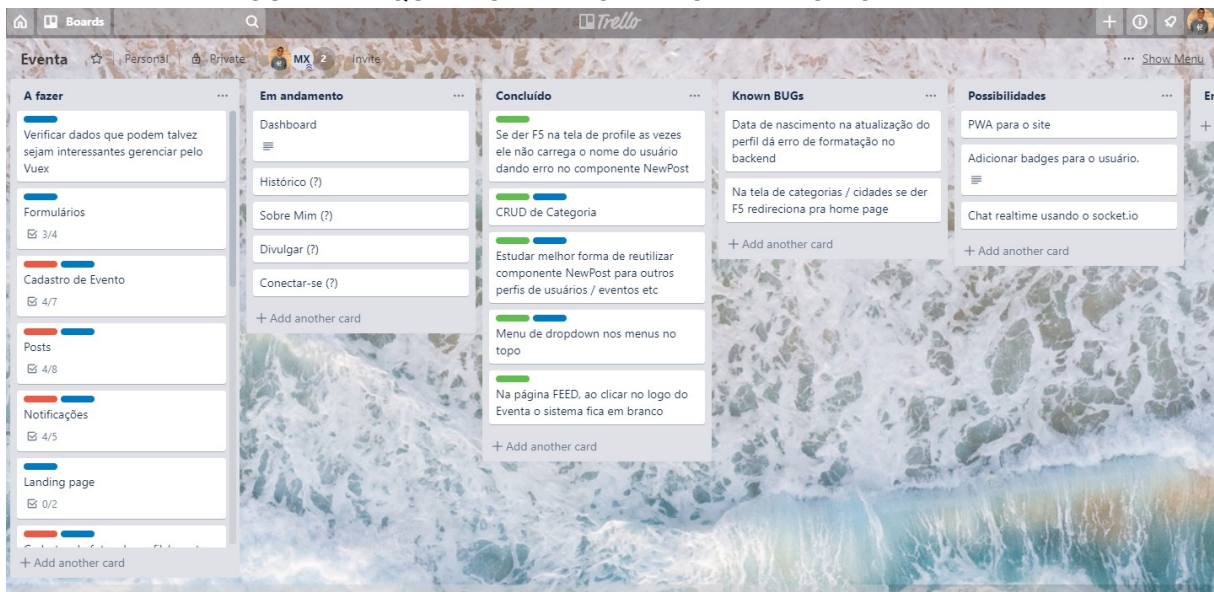 Boards
Trello
Eventa
Personal
Private
MX
2
Invite
Show Menu
A fazer
Verificar dados que podem talvez
sejam interessantes gerenciar pelo
Vuex
Formulários
3/4
Cadastro de Evento
4/7
Posts
4/8
Notificações
4/5
Landing page
0/2
+ Add another card
Em andamento
Dashboard
Histórico (?)
Sobre Mim (?)
Divulgar (?)
Conectar-se (?)
+ Add another card
Concluído
Se der F5 na tela de profile as vezes
ele não carrega o nome do usuário
dando erro no componente NewPost
CRUD de Categoria
Estudar melhor forma de reutilizar
componente NewPost para outros
perfis de usuários / eventos etc
Menu de dropdown nos menus no
topo
Na página FEED, ao clicar no logo do
Eventa o sistema fica em branco
+ Add another card
Known BUGs
Data de nascimento na atualização do
perfil dá erro de formatação no
backend
Na tela de categorias / cidades se der
F5 redireciona pra home page
+ Add another card
Possibilidades
PWA para o site
Adicionar badges para o usuário.
Chat realtime usando o socket.io
+ Add another card